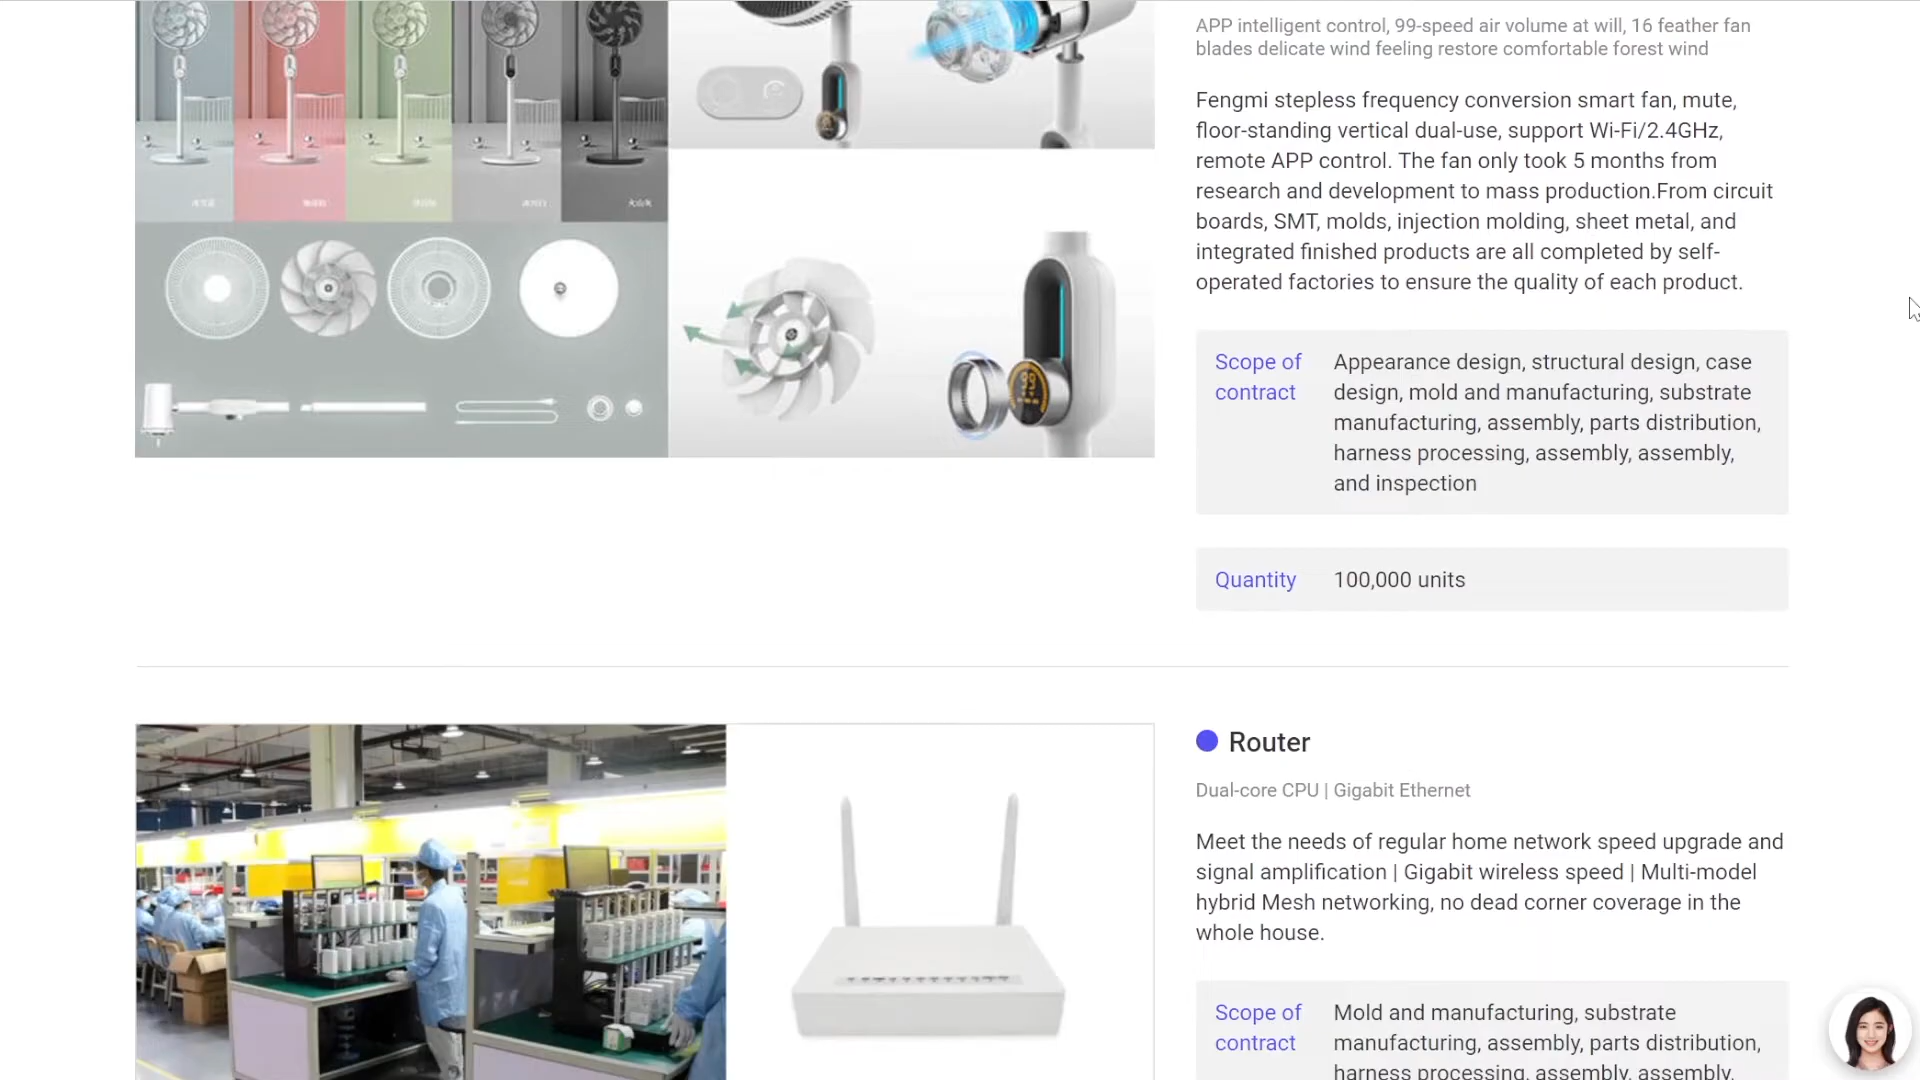 APP intelligent control, 99-speed air volume at will, 16 feather fan
blades delicate wind feeling restore comfortable forest wind
Fengmi stepless frequency conversion smart fan, mute,
floor-standing vertical dual-use, support Wi-Fi/2.4GHz,
remote APP control. The fan only took 5 months from
research and development to mass production.From circuit
boards, SMT, molds, injection molding, sheet metal, and
integrated finished products are all completed by self-
operated factories to ensure the quality of each product.
Scope of
contract
Appearance design, structural design, case
design, mold and manufacturing, substrate
manufacturing, assembly, parts distribution,
harness processing, assembly, assembly,
and inspection
Quantity
100,000 units
Router
Dual-core CPU | Gigabit Ethernet
Meet the needs of regular home network speed upgrade and
signal amplification | Gigabit wireless speed | Multi-model
hybrid Mesh networking, no dead corner coverage in the
whole house.
Scope of
contract
Mold and manufacturing, substrate
manufacturing, assembly, parts distribution,
harness processing, assembly, assembly,